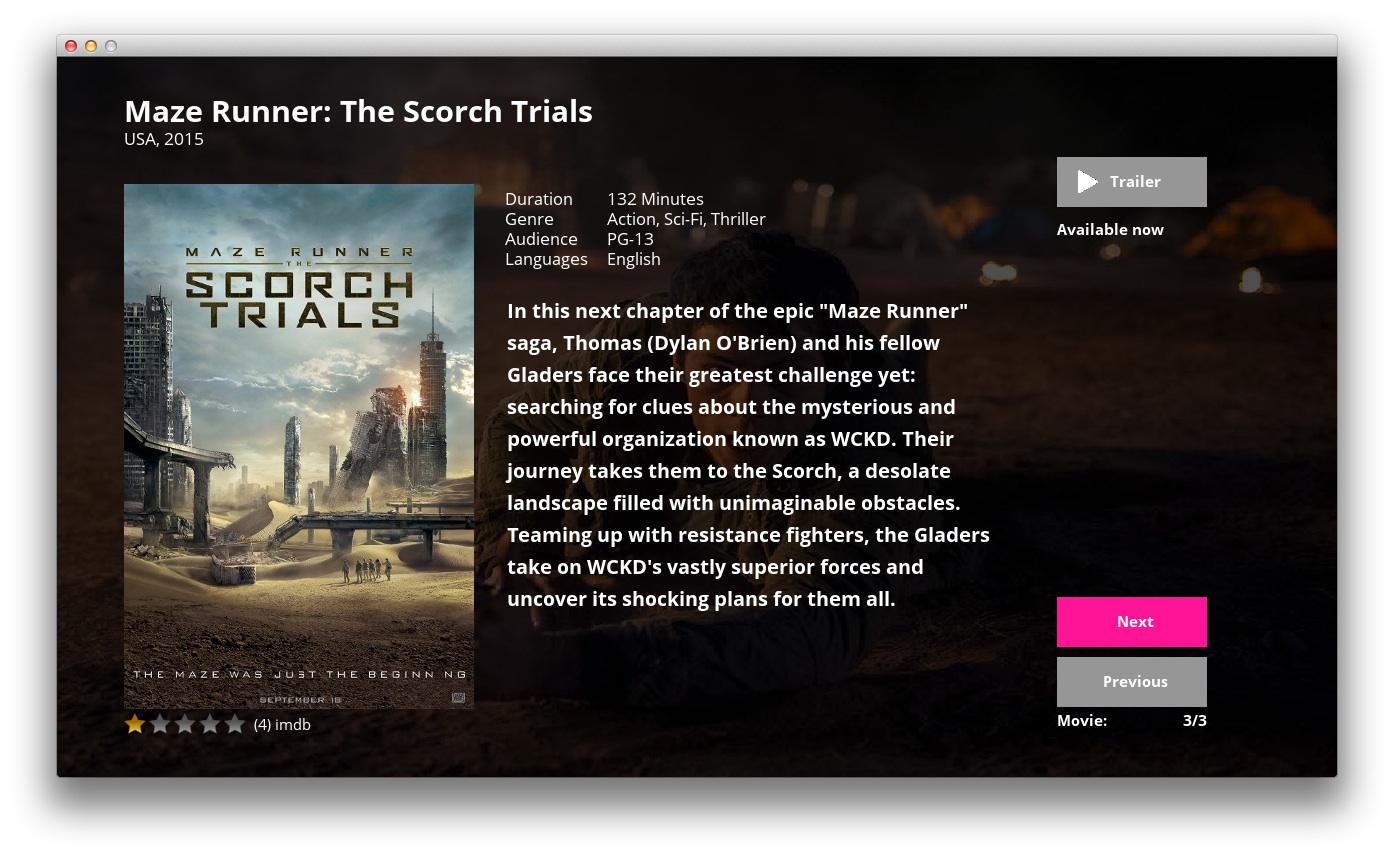 Maze Runner: The Scorch Trials
USA, 2015
MAZE RUNNER
THE
SCORCH
TRIALS
THE MAZE WAS JUST THE BEGINN NG
SEPTEMBER 18
(4) imdb
Duration 132 Minutes
Genre Action, Sci-Fi, Thriller
Audience PG-13
Languages English
In this next chapter of the epic "Maze Runner"
saga, Thomas (Dylan O'Brien) and his fellow
Gladers face their greatest challenge yet:
searching for clues about the mysterious and
powerful organization known as WCKD. Their
journey takes them to the Scorch, a desolate
landscape filled with unimaginable obstacles.
Teaming up with resistance fighters, the Gladers
take on WCKD's vastly superior forces and
uncover its shocking plans for them all.
Trailer
Available now
Next
Previous
Movie: 3/3